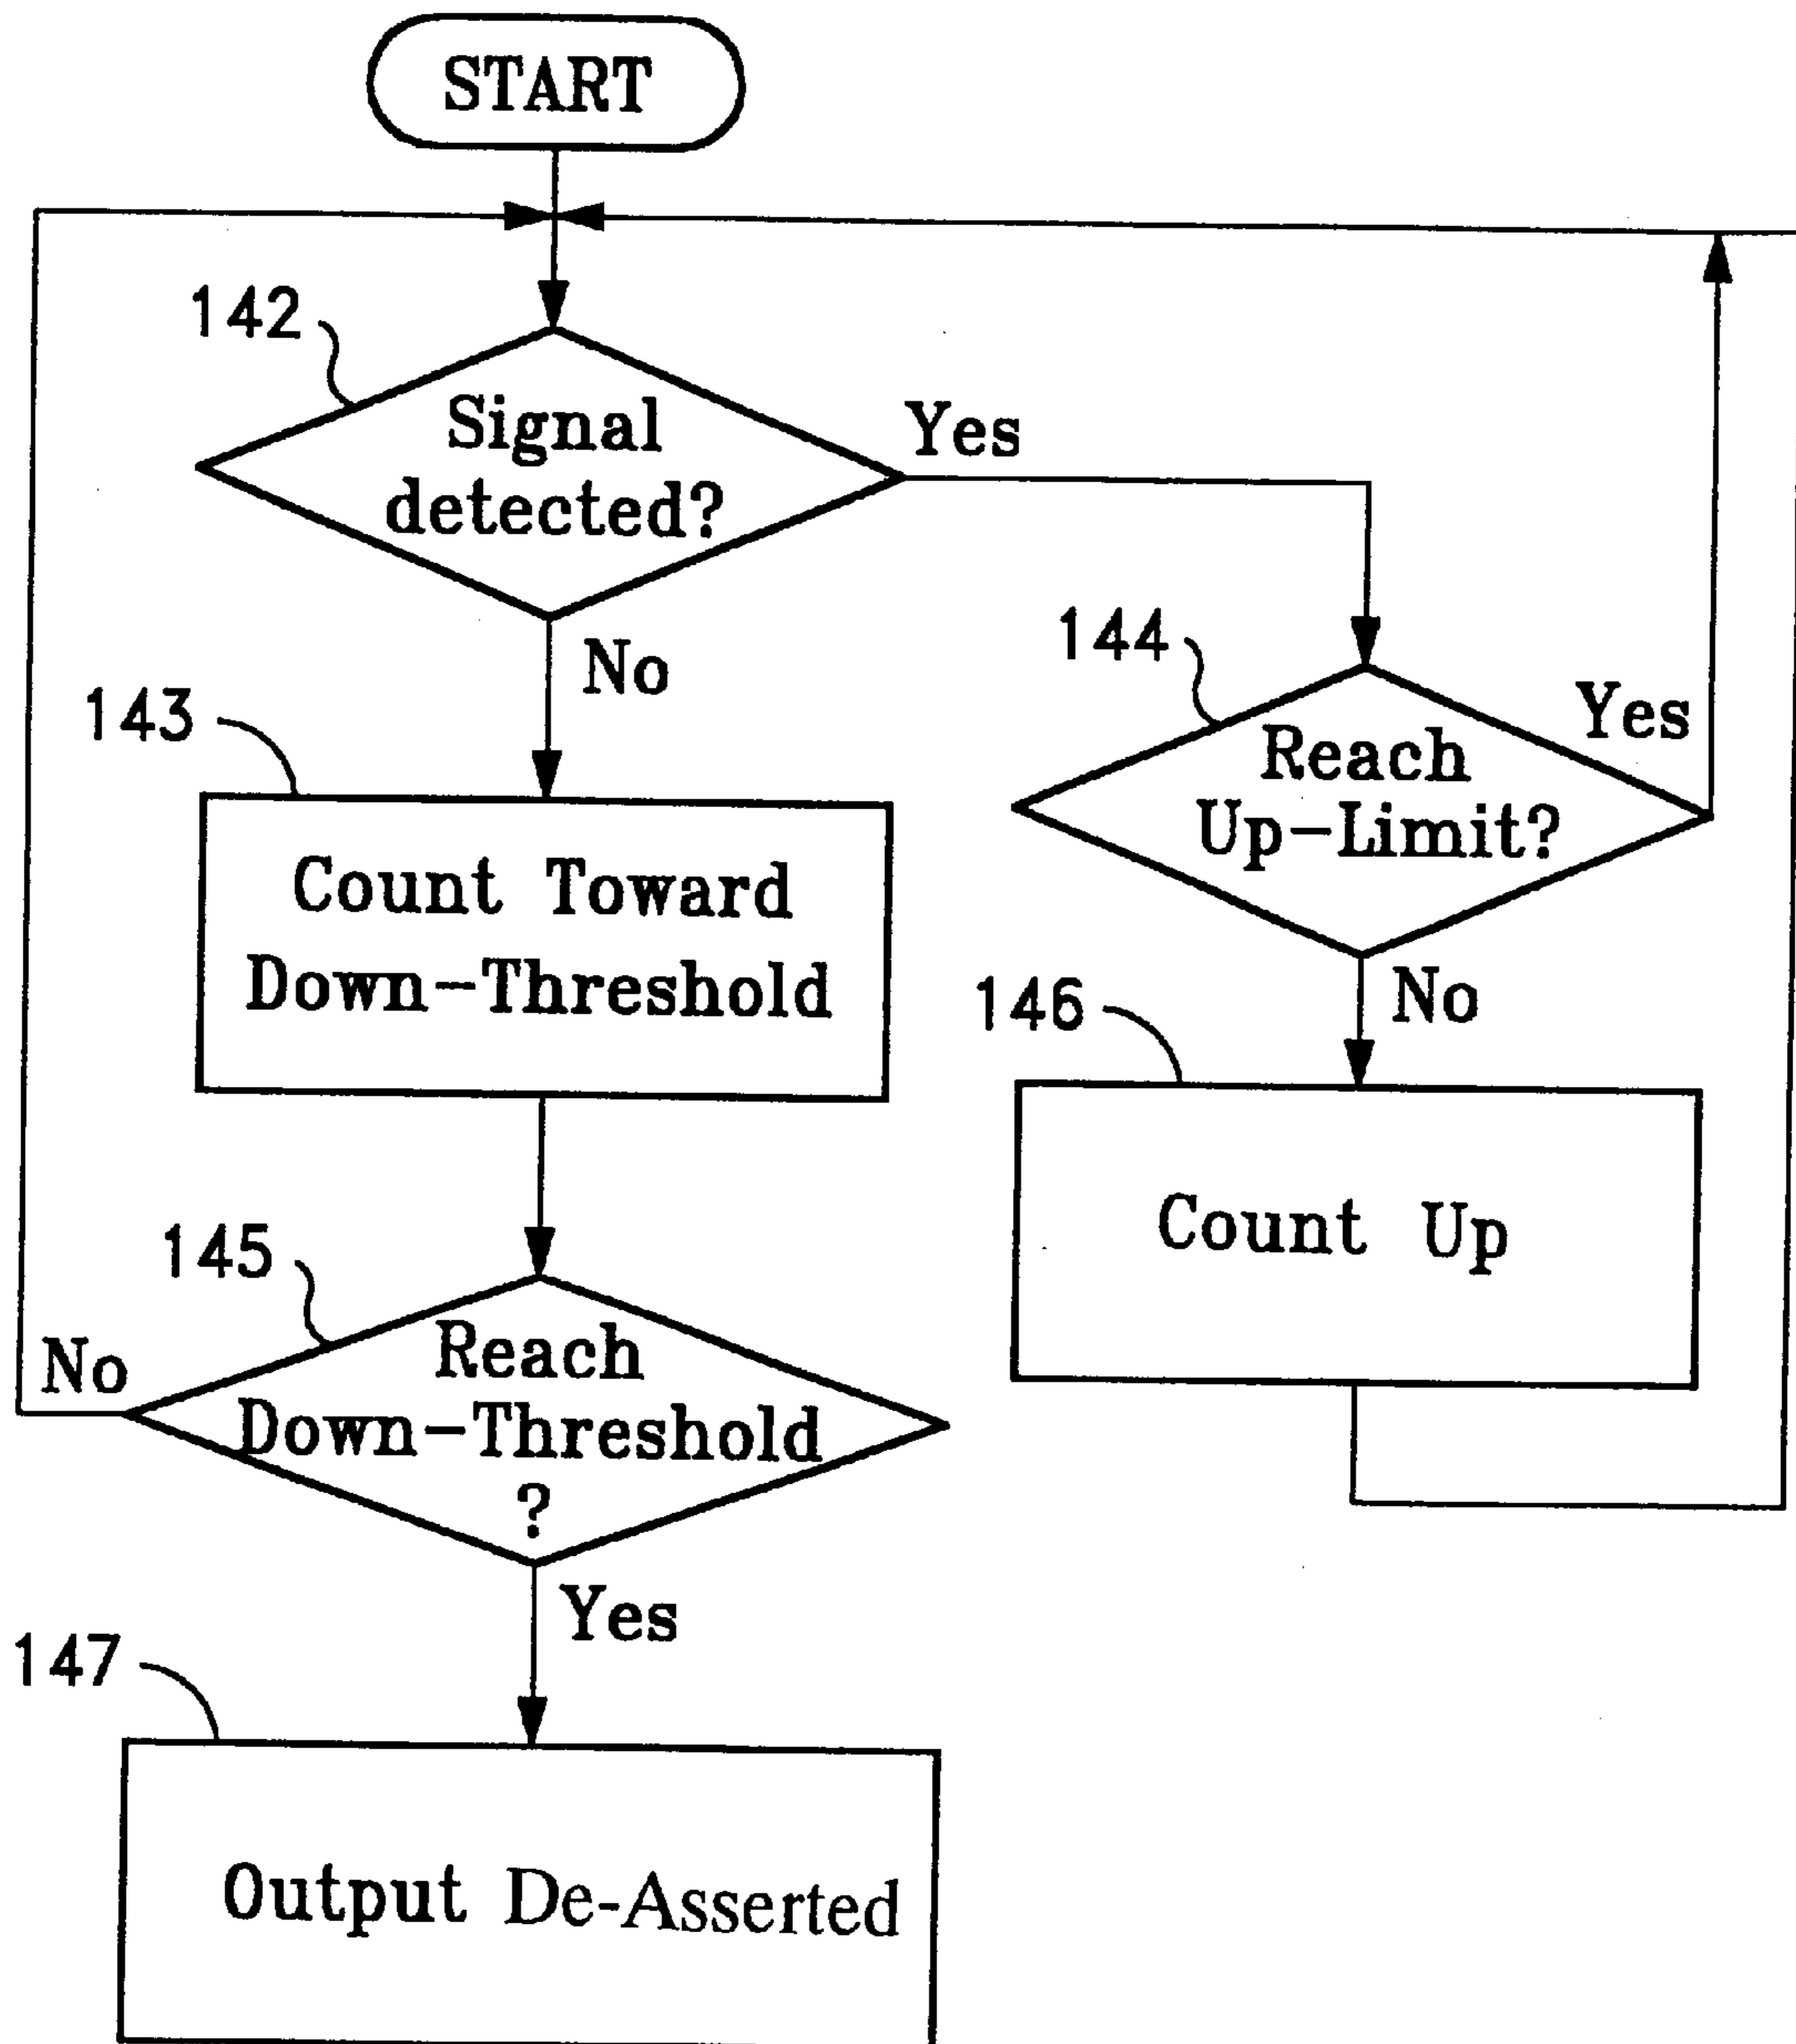 START
142
Signal
detected?
Yes
No
143
Count Toward
Down-Threshold
144
Reach
Up-Limit?
Yes
No
146
Count Up
145
Reach
Down-Threshold
?
No
Yes
147
Output De-Asserted